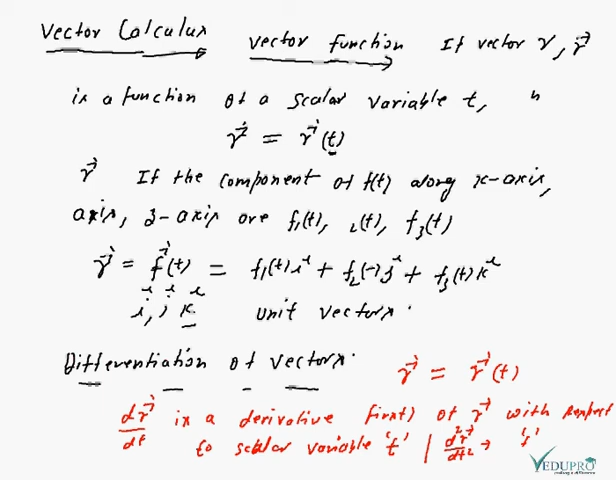 Vector Calculus Vector function If vector r, r⃗
is a function of a scalar variable t,
r⃗ = r⃗(t)
r⃗ If the component of f(t) along x-axis,
axis, z-axis are f₁(t), ₂(t), f₃(t)
r⃗ = f⃗(t) = f₁(t)i + f₂(-)j + f₃(t)k
i, j k unit vectors.
Differentiation of vectors. r⃗ = r⃗(t)
dr⃗/dt is a derivative first) of r⃗ with respect
to scalar variable 't' | d²r⃗/dt² →
VEDUPRO